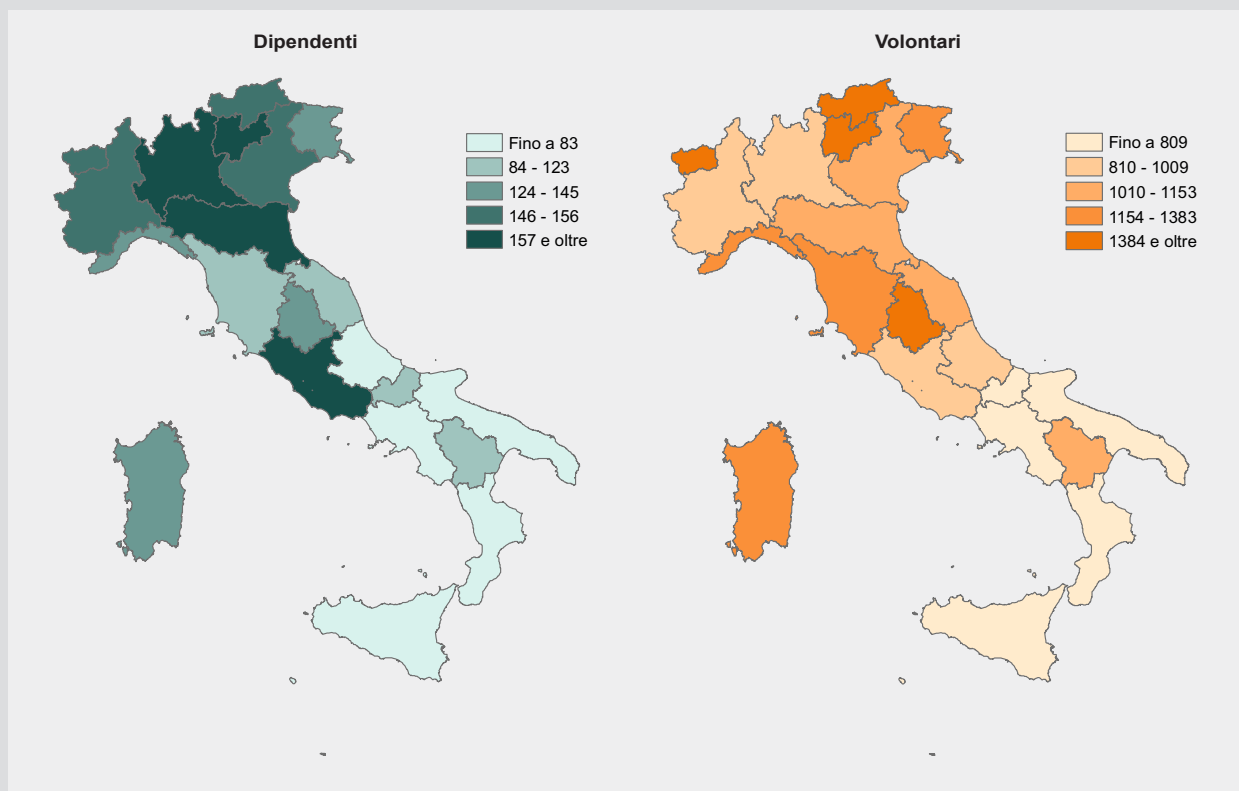 Dipendenti
Fino a 83
84 - 123
124 - 145
146 - 156
157 e oltre
Volontari
Fino a 809
810 - 1009
1010 - 1153
1154 - 1383
1384 e oltre